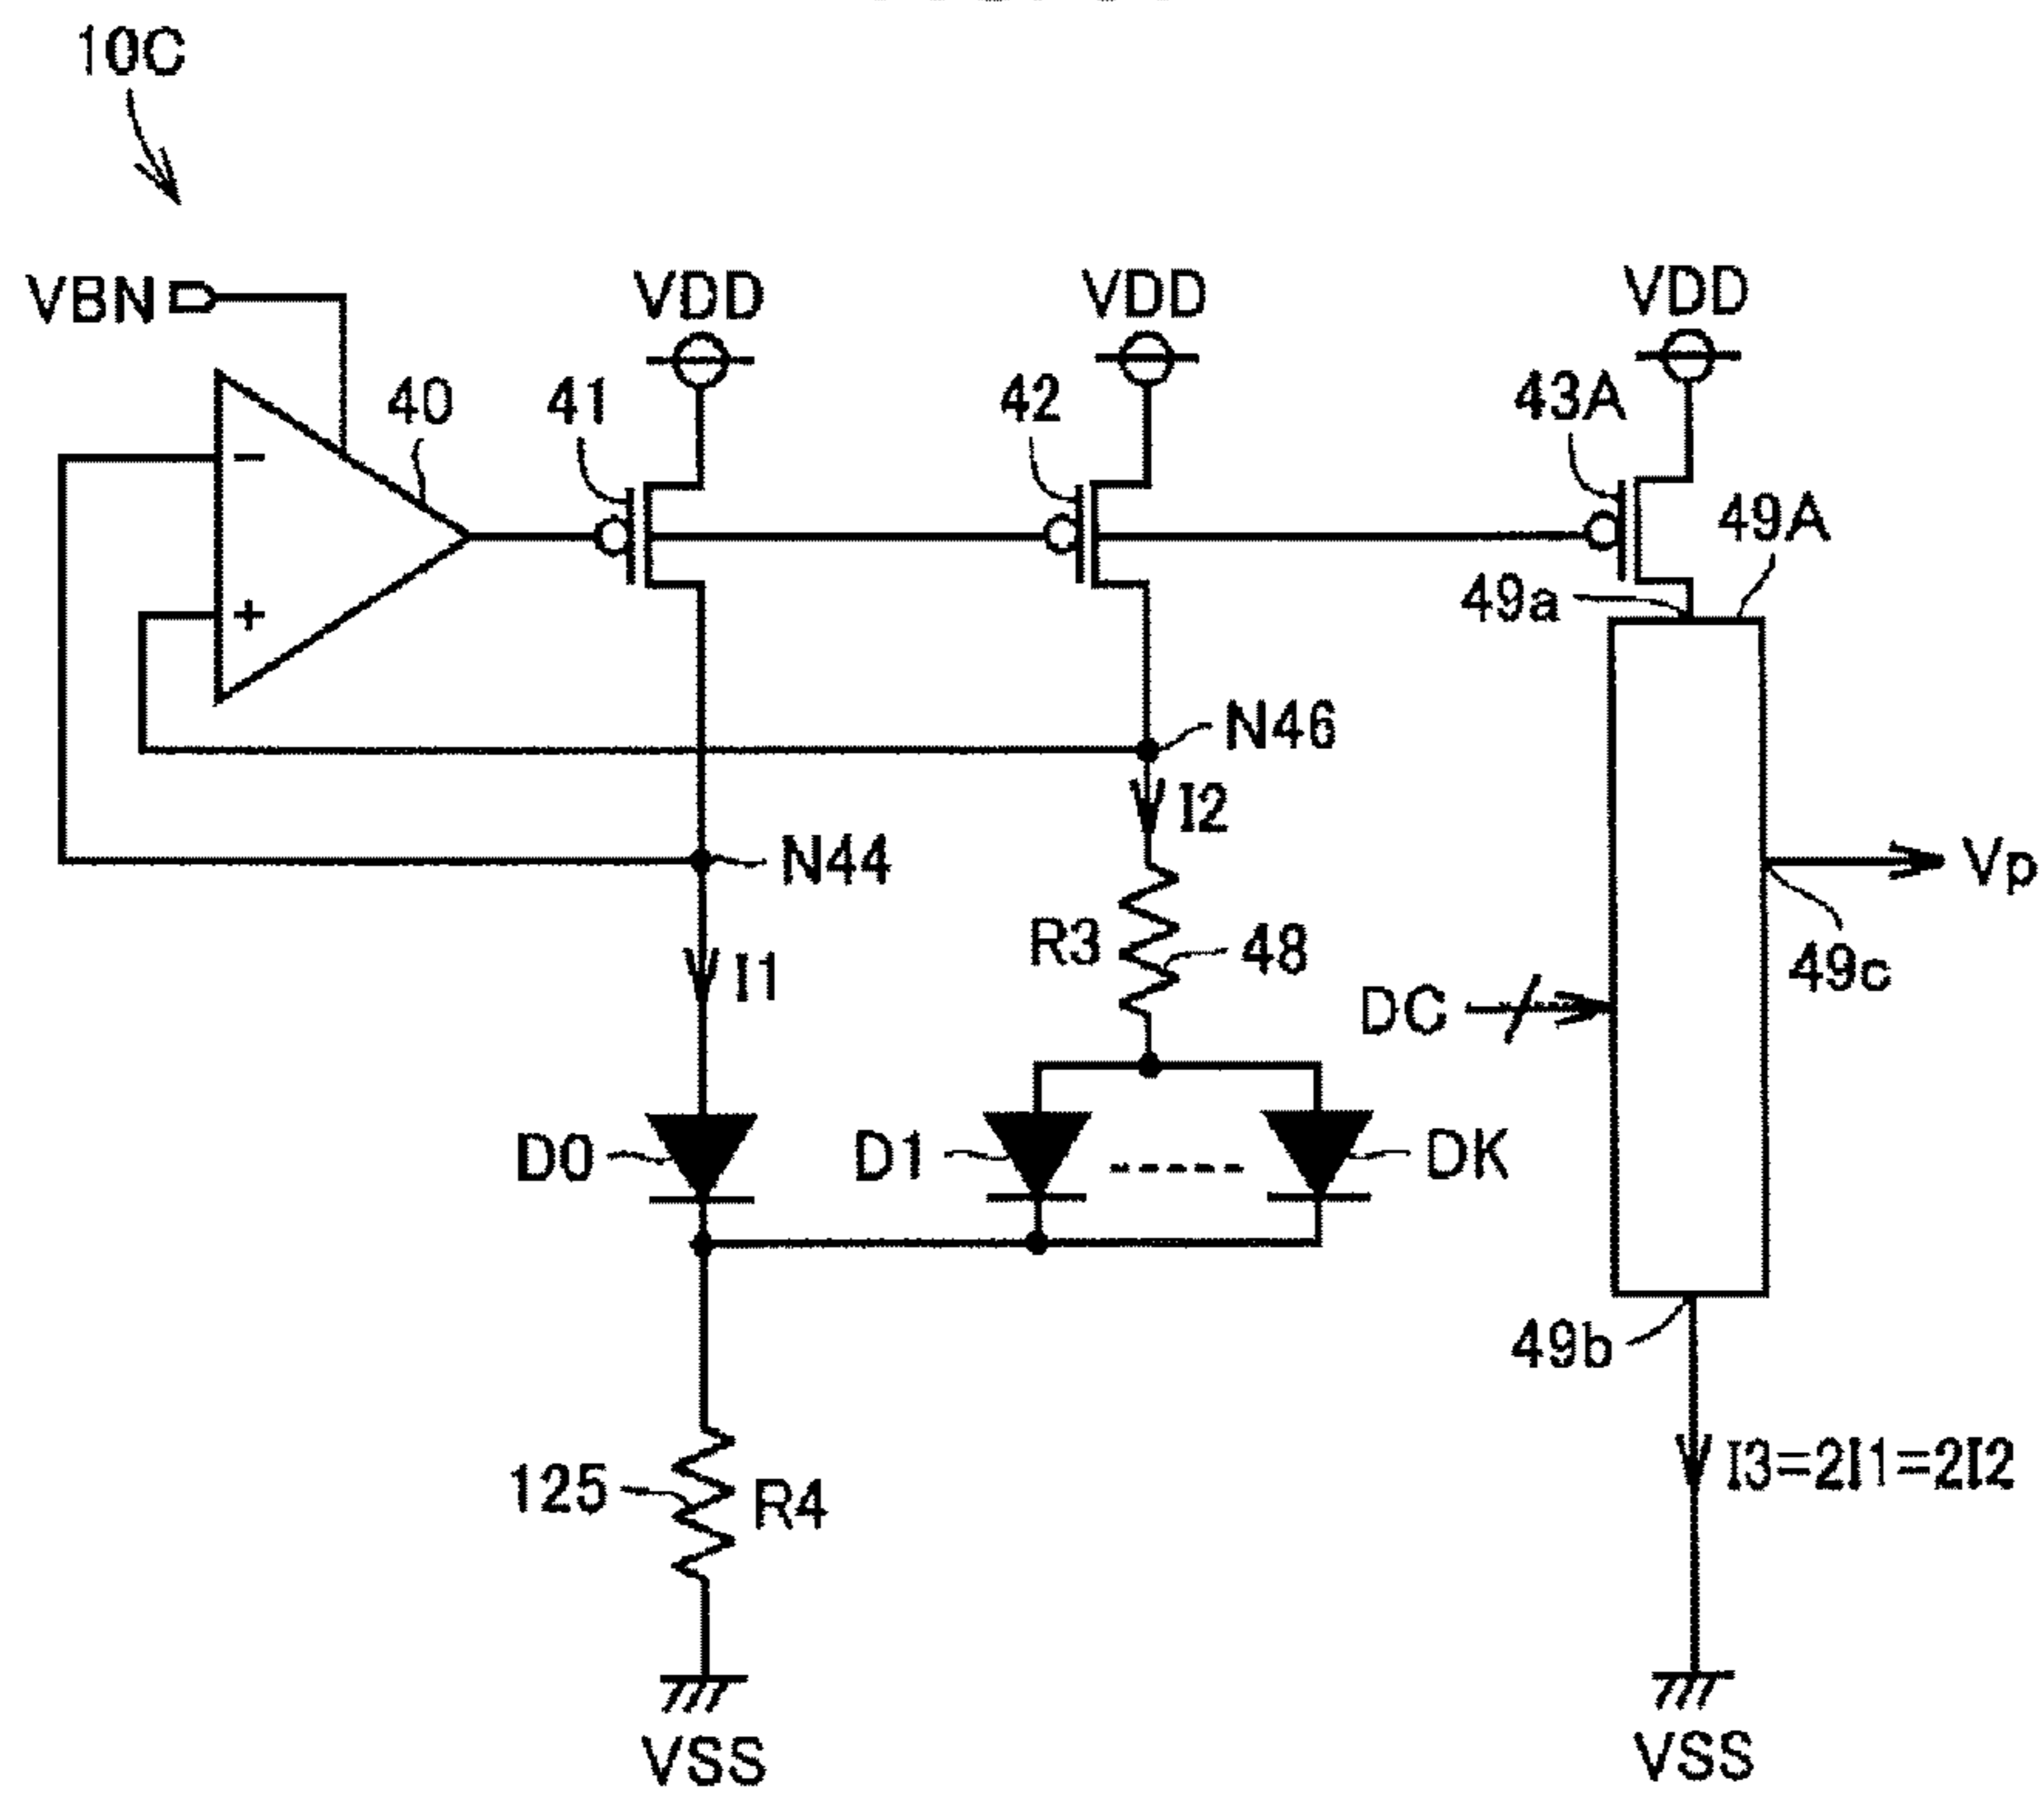 10C
VBN
VDD
VDD
VDD
40
41
42
43A
−
49A
49a
+
N46
I2
N44
Vp
R3
48
49c
I1
DC
D0
D1
-----
DK
49b
I3=2I1=2I2
125
R4
VSS
VSS